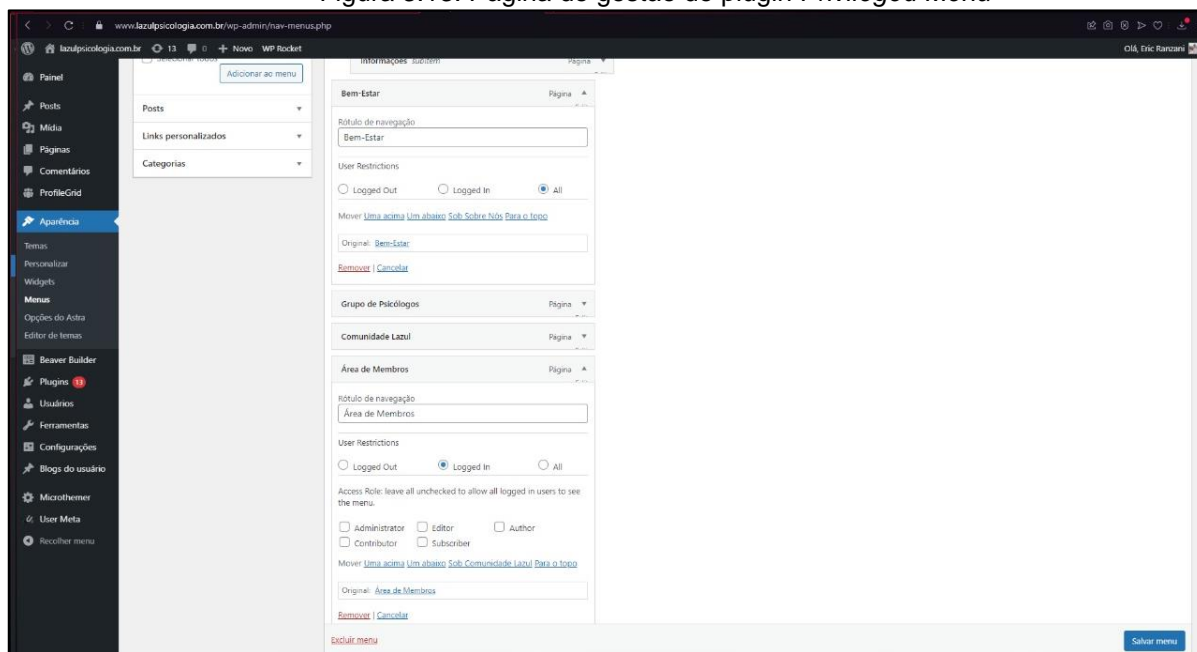 Figura 3.13: Página de gestão do plugin Privileged Menu
www.lazulpsicologia.com.br/wp-admin/nav-menus.php
lazulpsicologia.com.br 13 0 + Novo WP Rocket Olá, Eric Ranzani
Painel
Posts
Mídia
Páginas
Comentários
ProfileGrid
Aparência
Temas
Personalizar
Widgets
Menus
Opções do Astra
Editor de temas
Beaver Builder
Plugins 13
Usuários
Ferramentas
Configurações
Blogs do usuário
Microthemer
User Meta
Recolher menu
Selecionar todos
Adicionar ao menu
Posts
Links personalizados
Categorias
Informações subitem Página
Bem-Estar Página
Rótulo de navegação
Bem-Estar
User Restrictions
Logged Out Logged In All
Mover Uma acima Um abaixo Sob Sobre Nós Para o topo
Original: Bem-Estar
Remover | Cancelar
Grupo de Psicólogos Página
Comunidade Lazul Página
Área de Membros Página
Rótulo de navegação
Área de Membros
User Restrictions
Logged Out Logged In All
Access Role: leave all unchecked to allow all logged in users to see
the menu.
Administrator Editor Author
Contributor Subscriber
Mover Uma acima Um abaixo Sob Comunidade Lazul Para o topo
Original: Área de Membros
Remover | Cancelar
Excluir menu Salvar menu